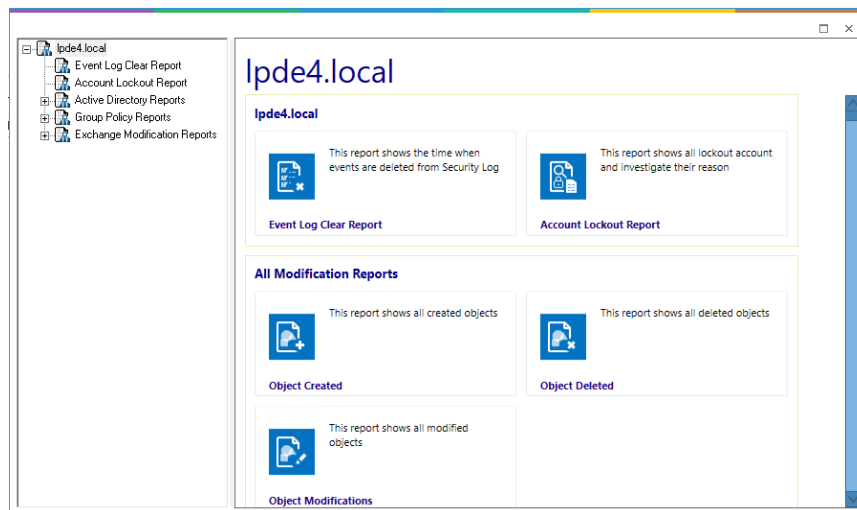 lpde4.local
Event Log Clear Report
Account Lockout Report
Active Directory Reports
Group Policy Reports
Exchange Modification Reports
lpde4.local
lpde4.local
This report shows the time when
events are deleted from Security Log
Event Log Clear Report
This report shows all lockout account
and investigate their reason
Account Lockout Report
All Modification Reports
This report shows all created objects
Object Created
This report shows all deleted objects
Object Deleted
This report shows all modified
objects
Object Modifications